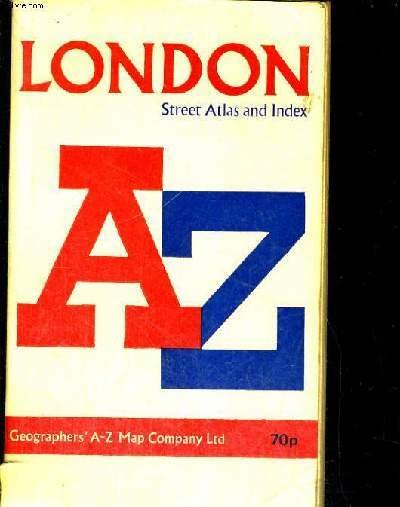 LONDON
Street Atlas and Index
AZ
Geographers' A-Z Map Company Ltd 70p